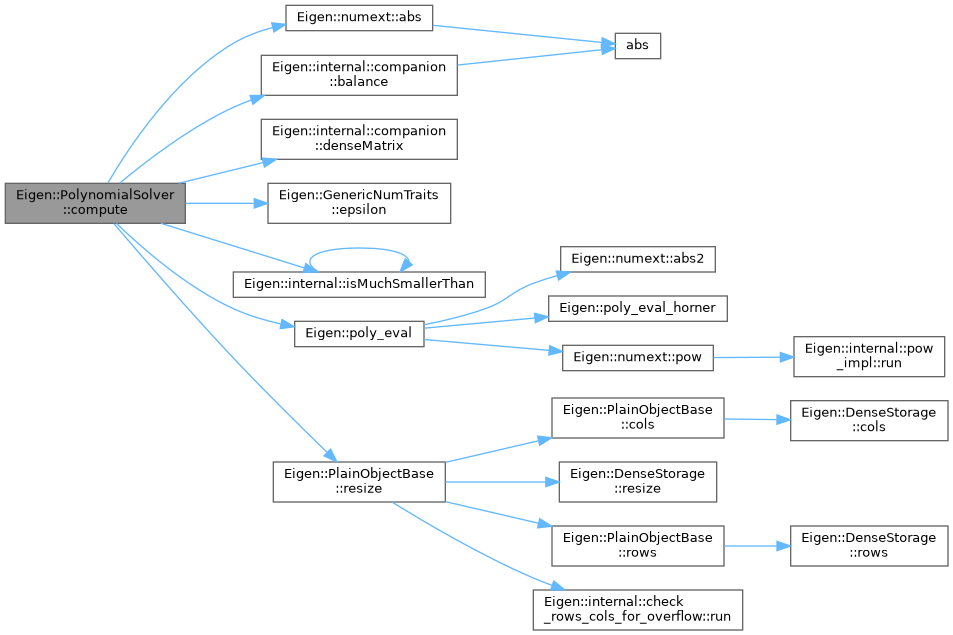 Eigen::PolynomialSolver
::compute
Eigen::numext::abs
abs
Eigen::internal::companion
::balance
Eigen::internal::companion
::denseMatrix
Eigen::GenericNumTraits
::epsilon
Eigen::internal::isMuchSmallerThan
Eigen::poly_eval
Eigen::numext::abs2
Eigen::poly_eval_horner
Eigen::numext::pow
Eigen::internal::pow
_impl::run
Eigen::PlainObjectBase
::resize
Eigen::PlainObjectBase
::cols
Eigen::DenseStorage
::cols
Eigen::DenseStorage
::resize
Eigen::PlainObjectBase
::rows
Eigen::DenseStorage
::rows
Eigen::internal::check
_rows_cols_for_overflow::run